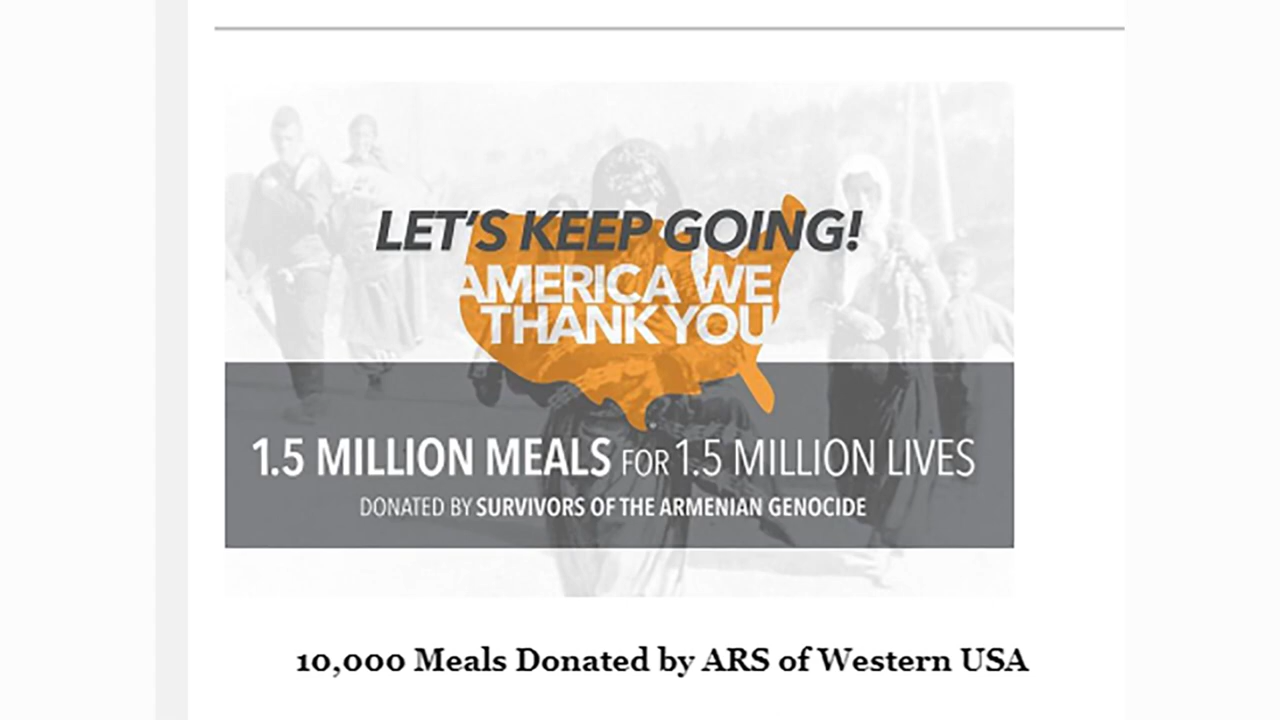 LET'S KEEP GOING!
AMERICA WE
THANK YOU
1.5 MILLION MEALS FOR 1.5 MILLION LIVES
DONATED BY SURVIVORS OF THE ARMENIAN GENOCIDE
10,000 Meals Donated by ARS of Western USA